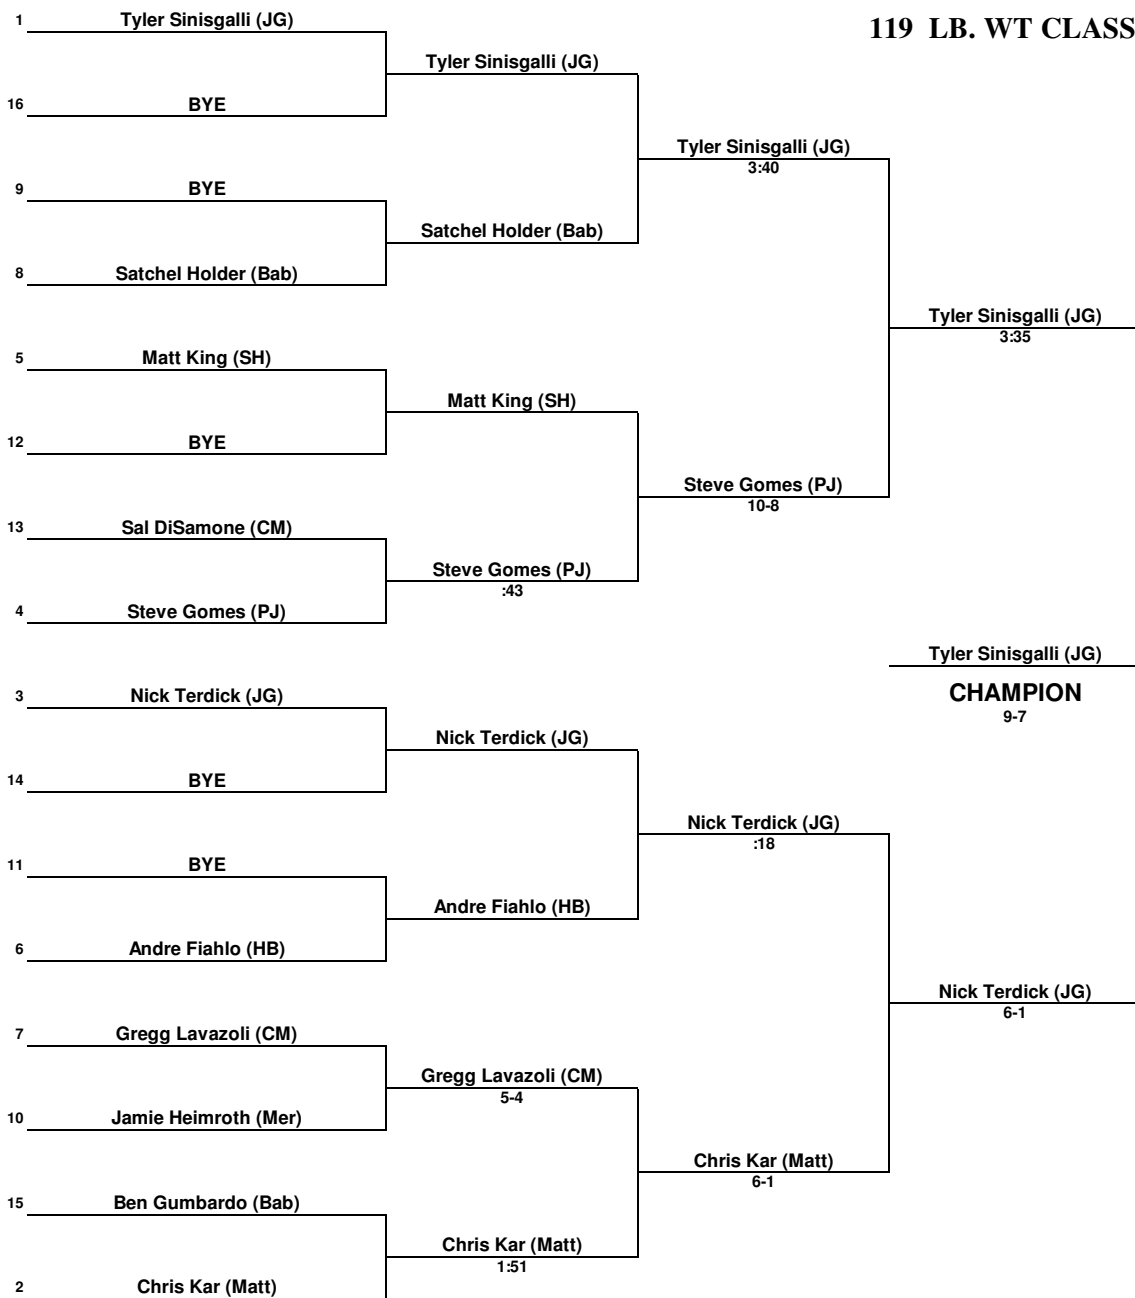 119 LB. WT CLASS
1 Tyler Sinisgalli (JG)
Tyler Sinisgalli (JG)
16 BYE
Tyler Sinisgalli (JG)
3:40
9 BYE
Satchel Holder (Bab)
8 Satchel Holder (Bab)
Tyler Sinisgalli (JG)
3:35
5 Matt King (SH)
Matt King (SH)
12 BYE
Steve Gomes (PJ)
10-8
13 Sal DiSamone (CM)
Steve Gomes (PJ)
:43
4 Steve Gomes (PJ)
Tyler Sinisgalli (JG)
CHAMPION
9-7
3 Nick Terdick (JG)
Nick Terdick (JG)
14 BYE
Nick Terdick (JG)
:18
11 BYE
Andre Fiahlo (HB)
6 Andre Fiahlo (HB)
Nick Terdick (JG)
6-1
7 Gregg Lavazoli (CM)
Gregg Lavazoli (CM)
5-4
10 Jamie Heimroth (Mer)
Chris Kar (Matt)
6-1
15 Ben Gumbardo (Bab)
Chris Kar (Matt)
1:51
2 Chris Kar (Matt)